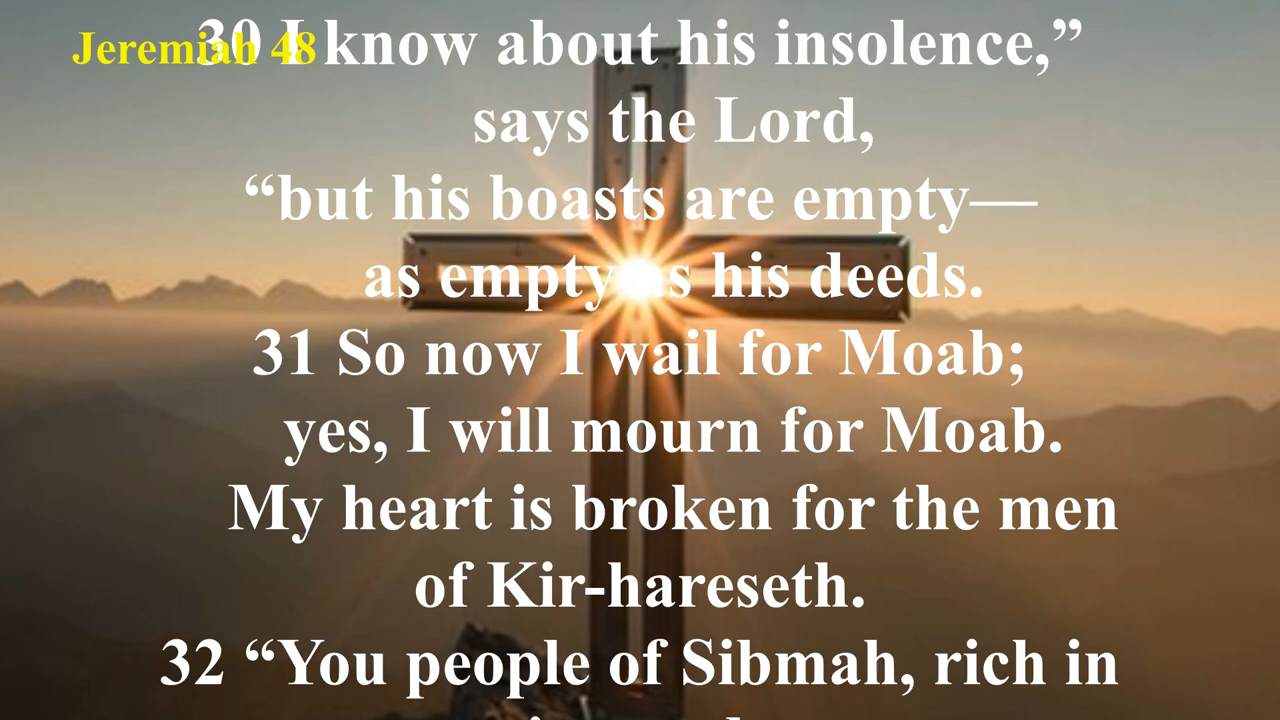 Jeremiah 48
30 I know about his insolence,”
says the Lord,
“but his boasts are empty—
as empty as his deeds.
31 So now I wail for Moab;
yes, I will mourn for Moab.
My heart is broken for the men
of Kir-hareseth.
32 “You people of Sibmah, rich in